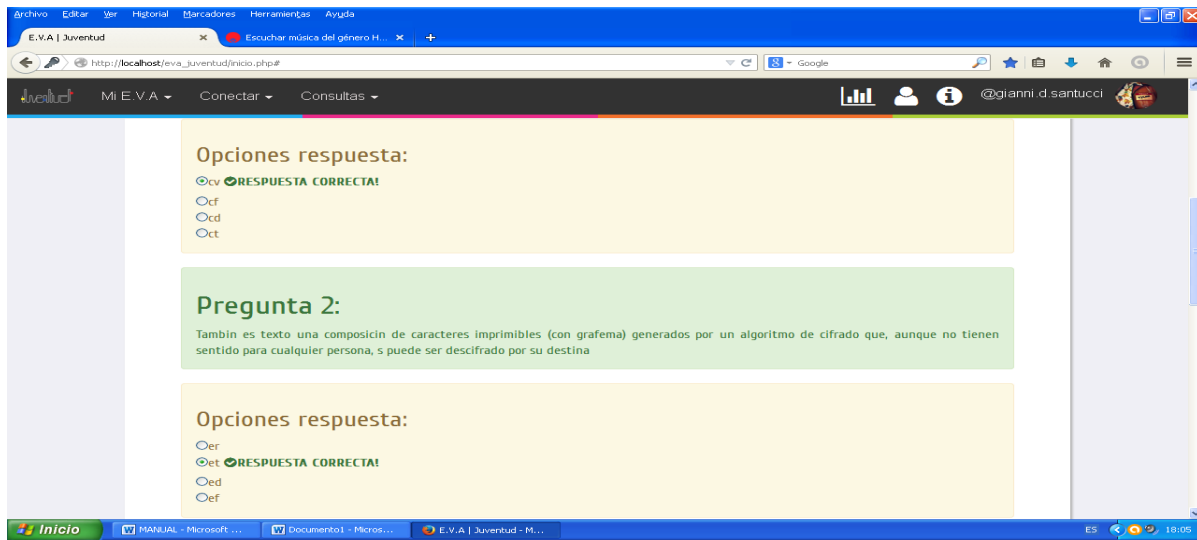 Archivo Editar Ver Historial Marcadores Herramientas Ayuda
E.V.A | Juventud
Escuchar música del género H...
http://localhost/eva_juventud/inicio.php#
Google
Juventud Mi E.V.A Conectar Consultas @gianni.d.santucci
Opciones respuesta:
cv RESPUESTA CORRECTA!
cf
cd
ct
Pregunta 2:
Tambin es texto una composicin de caracteres imprimibles (con grafema) generados por un algoritmo de cifrado que, aunque no tienen
sentido para cualquier persona, s puede ser descifrado por su destina
Opciones respuesta:
er
et RESPUESTA CORRECTA!
ed
ef
Inicio MANUAL - Microsoft ... Documento1 - Micros... E.V.A | Juventud - M... ES 18:05